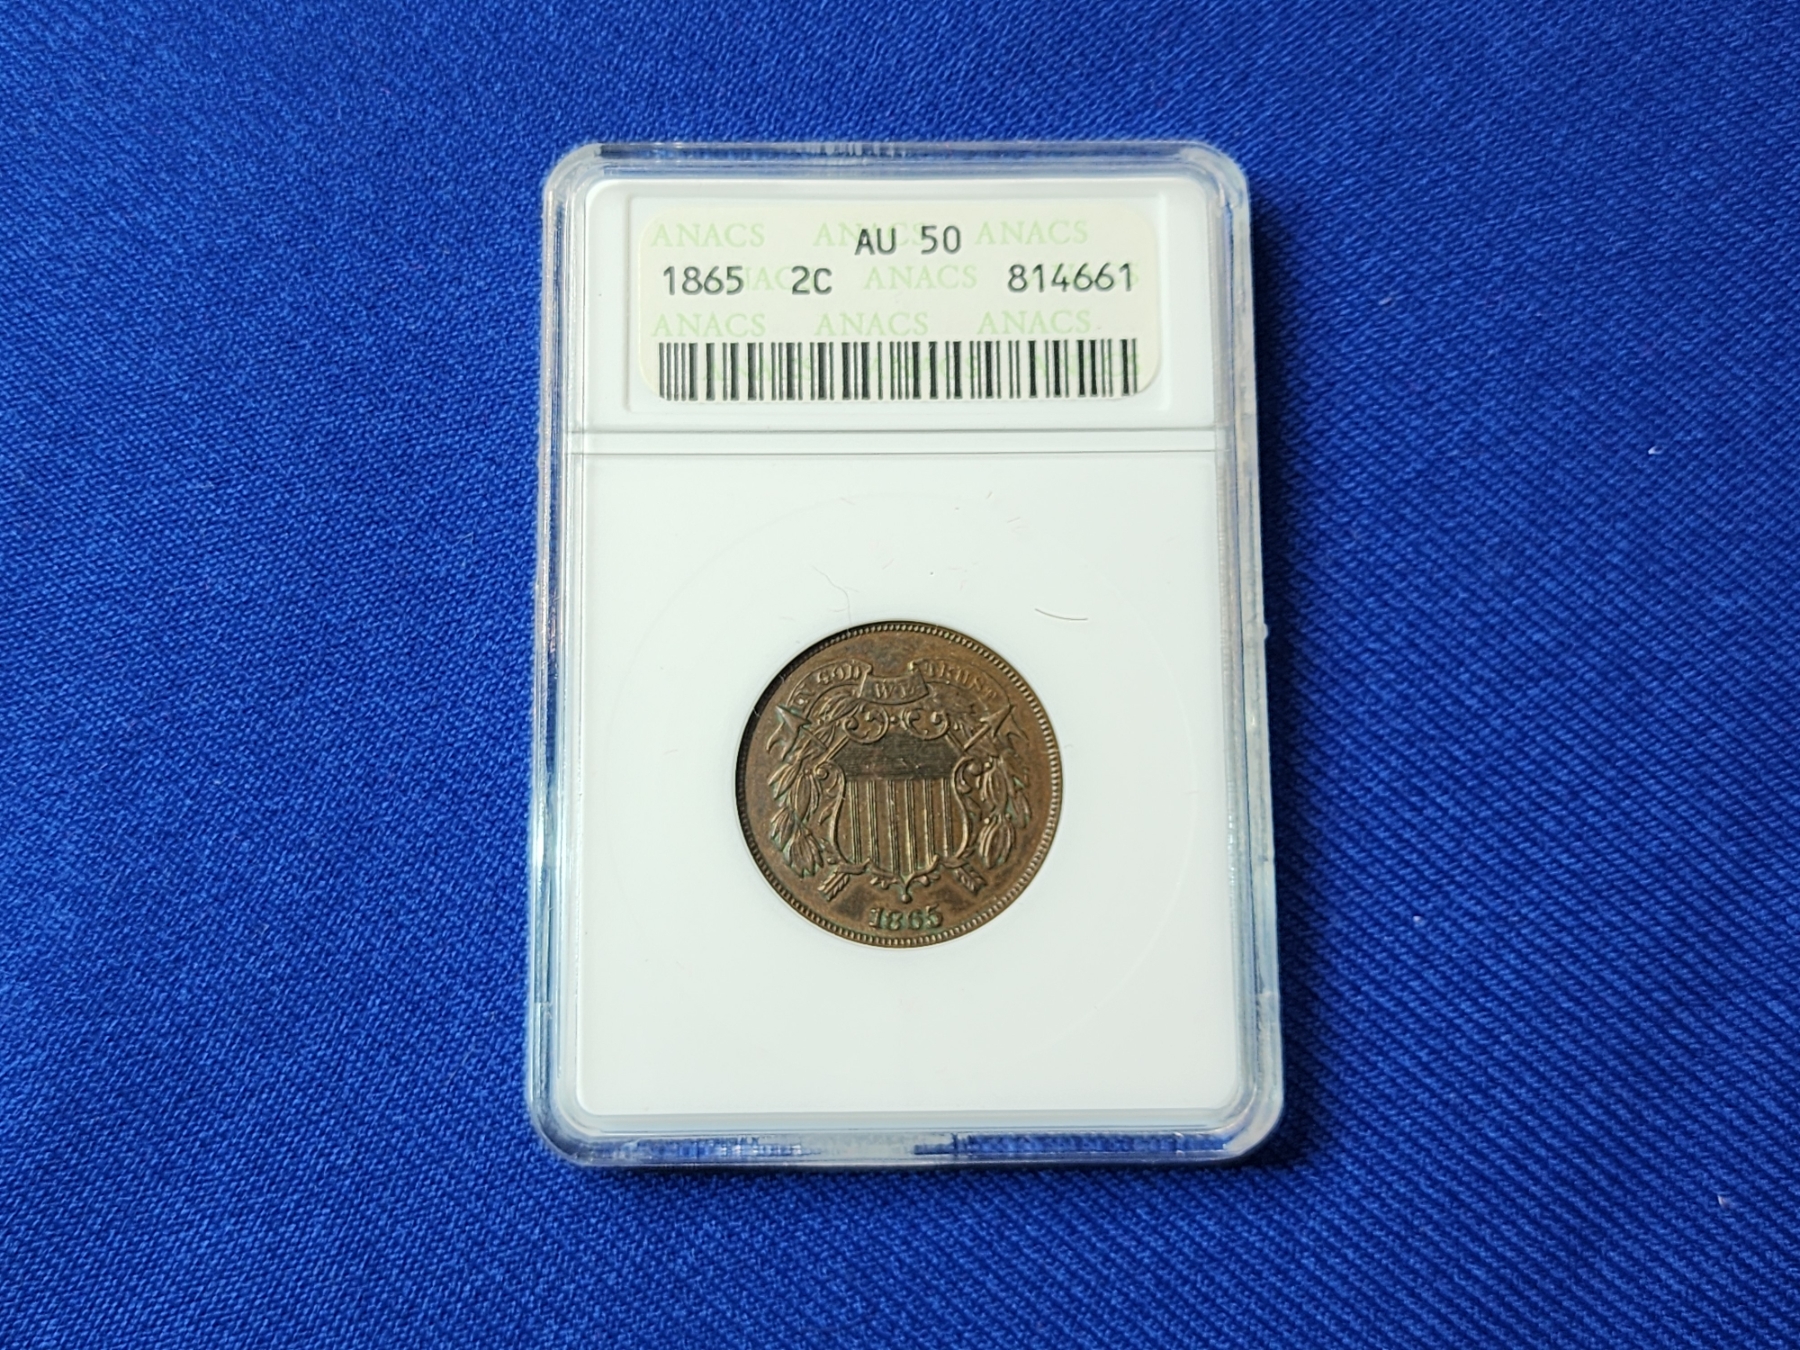 ANACS ANACS ANACS
AU 50
1865 2C ANACS 814661
ANACS ANACS ANACS
IN GOD WE TRUST
1865